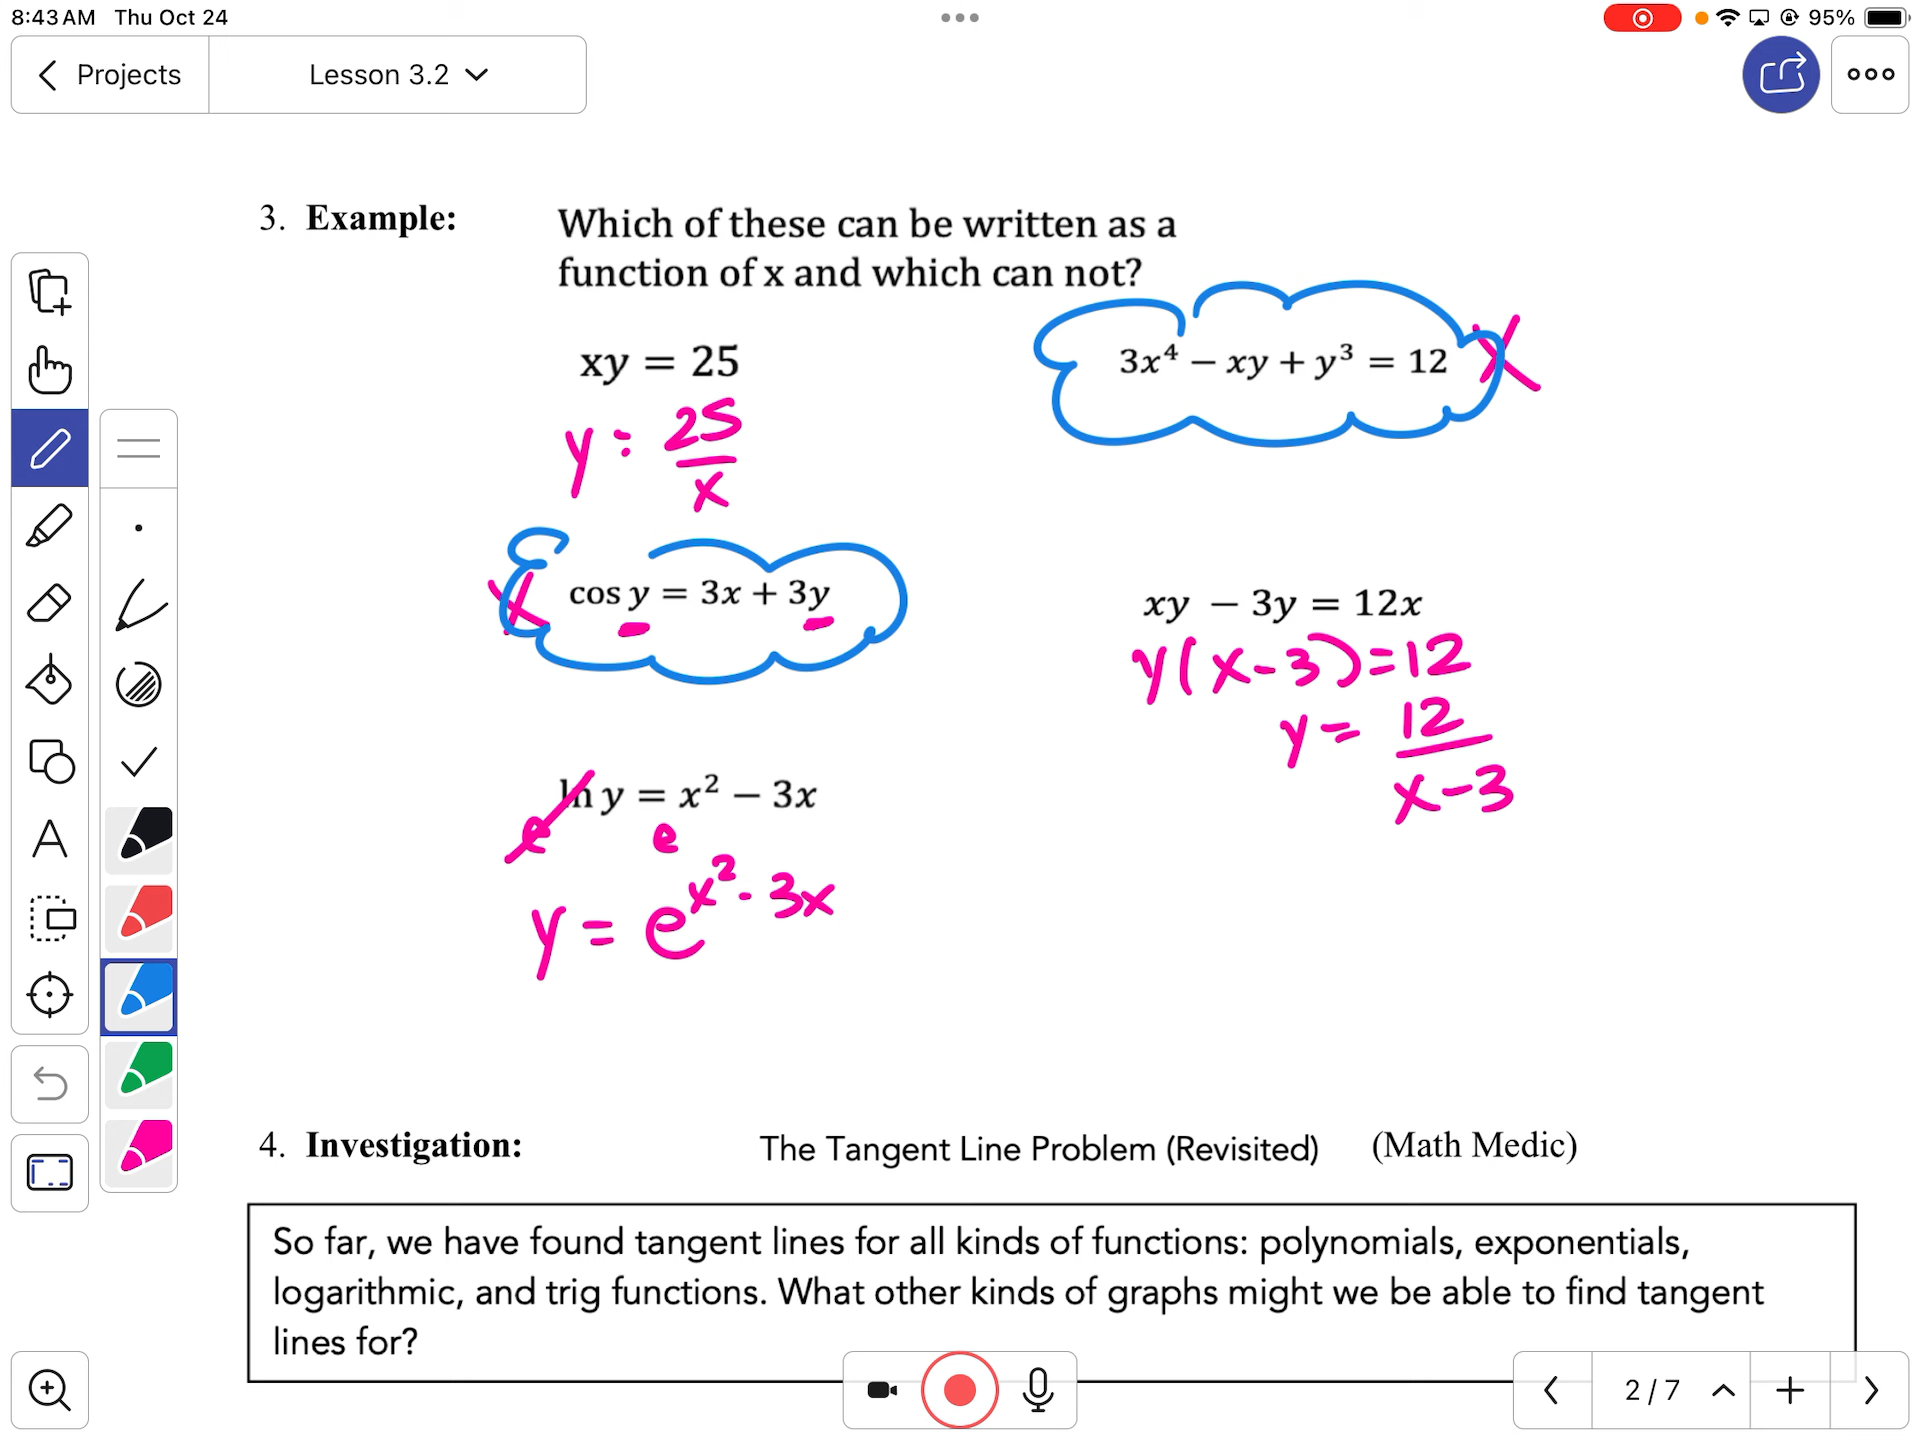 8:43 AM Thu Oct 24
95%
Projects
Lesson 3.2
3. Example:
Which of these can be written as a
function of x and which can not?
xy = 25
3x⁴ − xy + y³ = 12 X
y = 25/x
X cos y = 3x + 3y
xy − 3y = 12x
y(x-3) = 12
y = 12/(x-3)
ln y = x² − 3x
e e
y = e^(x² - 3x)
A
4. Investigation:
The Tangent Line Problem (Revisited) (Math Medic)
So far, we have found tangent lines for all kinds of functions: polynomials, exponentials,
logarithmic, and trig functions. What other kinds of graphs might we be able to find tangent
lines for?
2 / 7